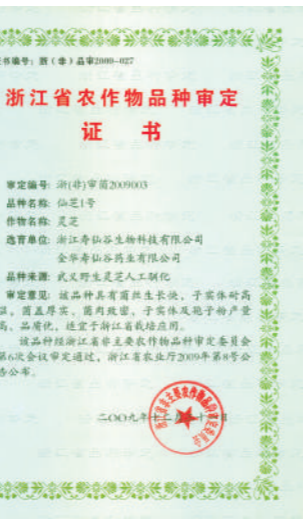 证书编号：浙（非）品审2009-027
浙江省农作物品种审定
证 书
审定编号：浙(非)审菌2009003
品种名称：仙芝1号
作物名称：灵芝
选育单位：浙江寿仙谷生物科技有限公司
金华寿仙谷药业有限公司
品种来源：武义野生灵芝人工驯化
审定意见：该品种具有菌丝生长快，子实体耐高
温，菌盖厚实、菌肉致密，子实体及孢子粉产量
高、品质优，适宜于浙江省栽培应用。
该品种经浙江省非主要农作物品种审定委员会
第6次会议审定通过，浙江省农业厅2009年第8号公
告公布。
二〇〇九年十二月